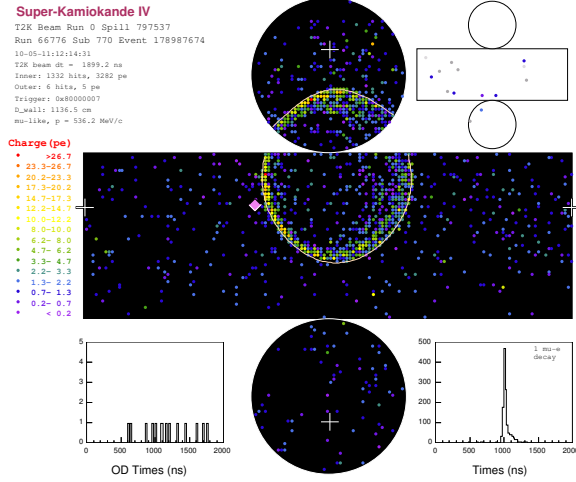 Super-Kamiokande IV
T2K Beam Run 0 Spill 797537
Run 66776 Sub 770 Event 178987674
10-05-11:12:14:31
T2K beam dt = 1899.2 ns
Inner: 1332 hits, 3282 pe
Outer: 6 hits, 5 pe
Trigger: 0x80000007
D_wall: 1136.5 cm
mu-like, p = 536.2 MeV/c
Charge(pe)
>26.7
23.3-26.7
20.2-23.3
17.3-20.2
14.7-17.3
12.2-14.7
10.0-12.2
8.0-10.0
6.2- 8.0
4.7- 6.2
3.3- 4.7
2.2- 3.3
1.3- 2.2
0.7- 1.3
0.2- 0.7
< 0.2
5
4
3
2
1
0
0 500 1000 1500 2000
OD Times (ns)
1 mu-e
decay
500
400
300
200
100
0
0 500 1000 1500 2000
Times (ns)